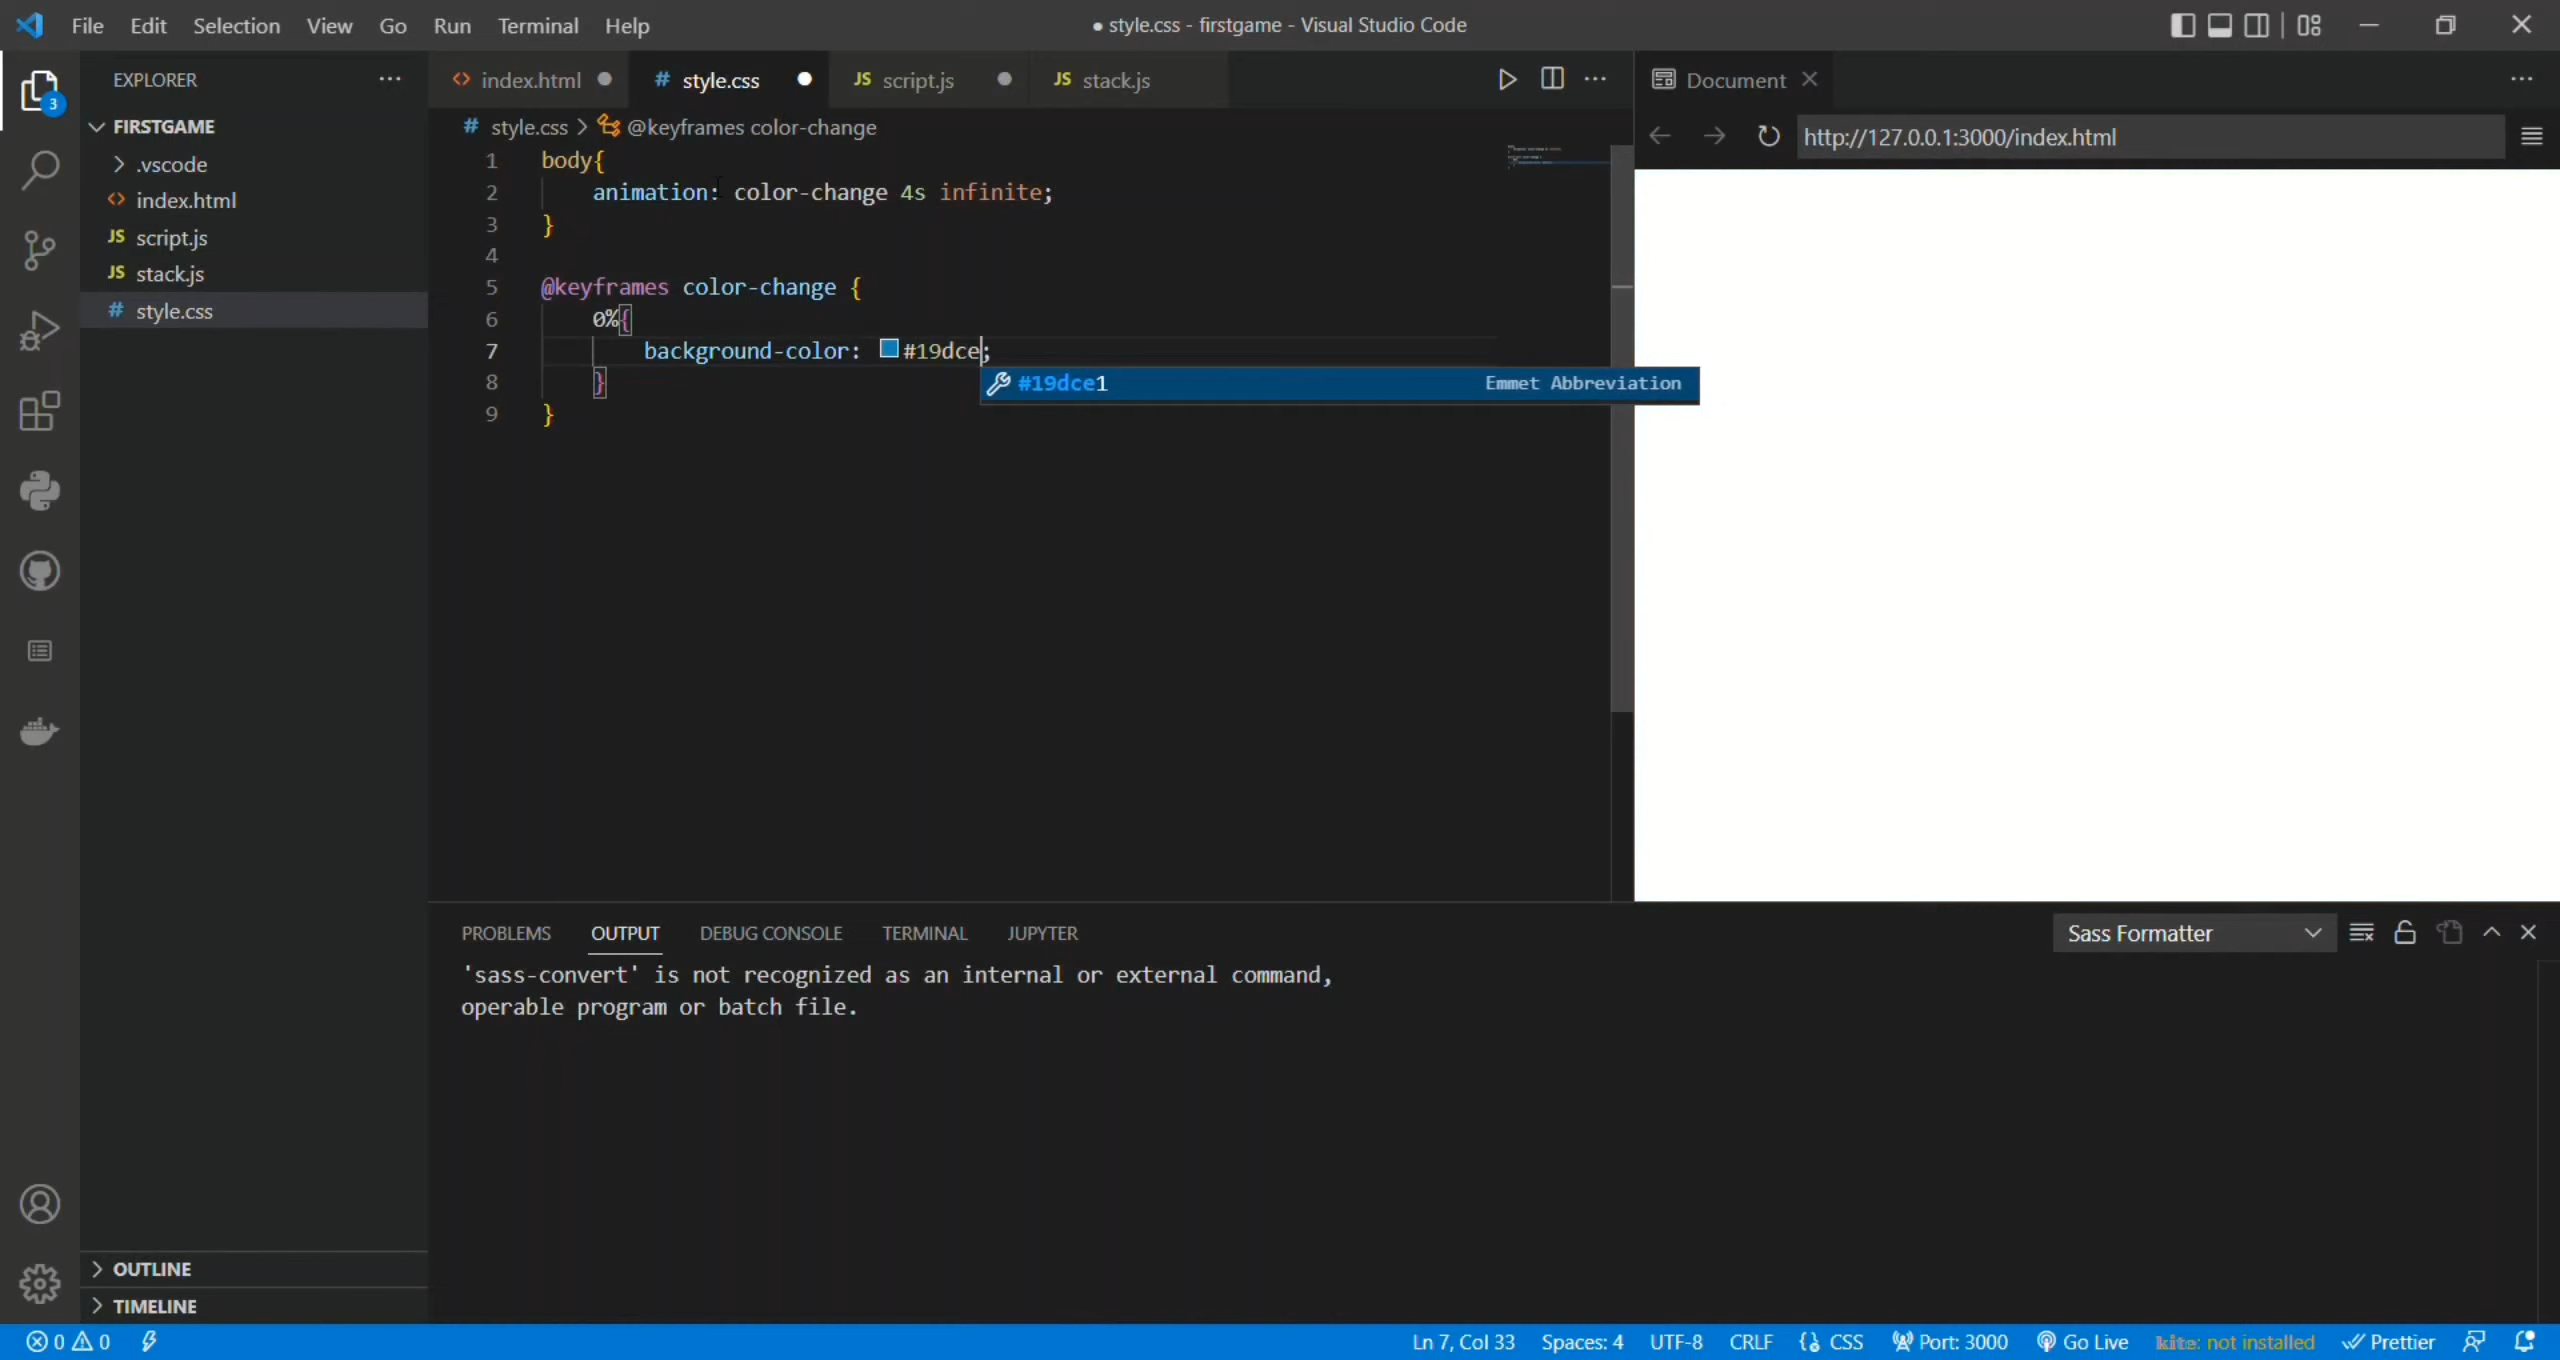 File Edit Selection View Go Run Terminal Help
● style.css - firstgame - Visual Studio Code
EXPLORER
index.html
style.css
script.js
stack.js
Document
FIRSTGAME
style.css > @keyframes color-change
http://127.0.0.1:3000/index.html
.vscode
index.html
script.js
stack.js
style.css
3
1 body{
2 animation: color-change 4s infinite;
3 }
4
5 @keyframes color-change {
6 0%{
7 background-color: #19dce;
#19dce1 Emmet Abbreviation
8 }
9 }
PROBLEMS OUTPUT DEBUG CONSOLE TERMINAL JUPYTER
Sass Formatter
'sass-convert' is not recognized as an internal or external command,
operable program or batch file.
OUTLINE
TIMELINE
0 0 Ln 7, Col 33 Spaces: 4 UTF-8 CRLF CSS Port: 3000 Go Live kite: not installed Prettier